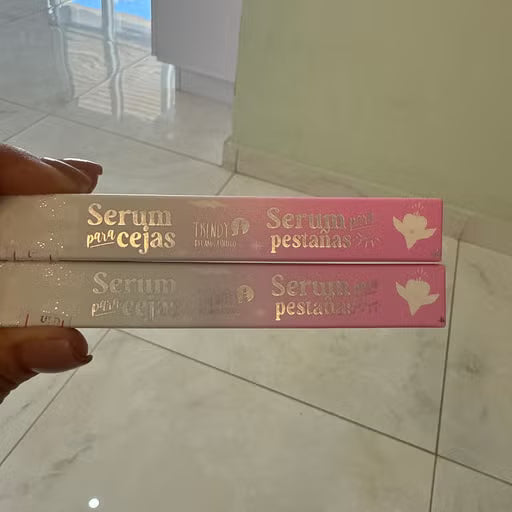 Serum
para cejas
TRENDY
Serum para
pestañas
Serum
para cejas
Serum para
pestañas